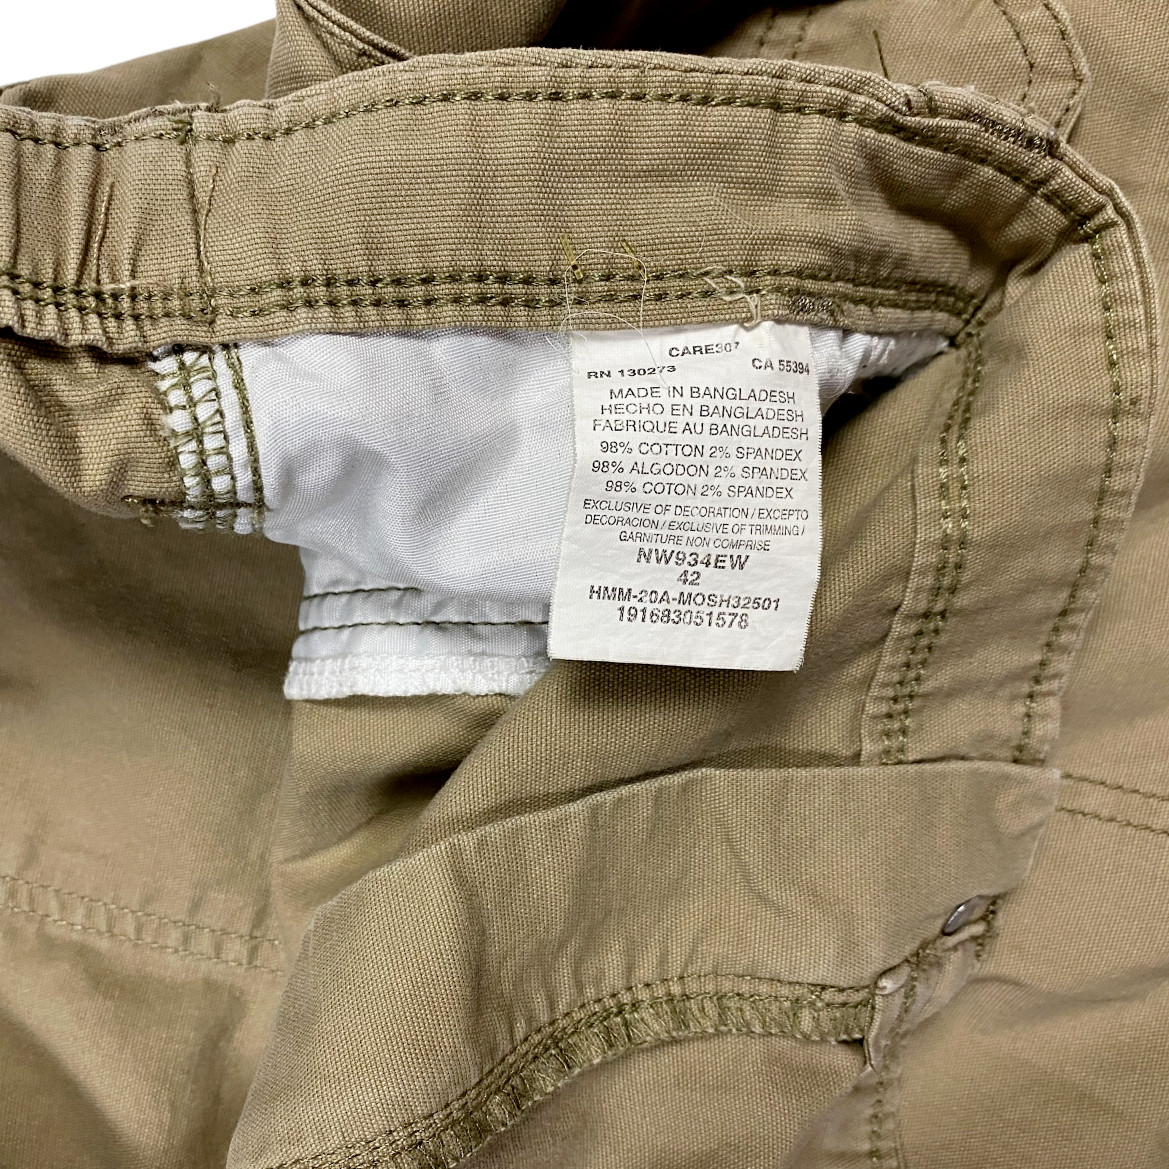 CARE307
RN 130273 CA 55394
MADE IN BANGLADESH
HECHO EN BANGLADESH
FABRIQUE AU BANGLADESH
98% COTTON 2% SPANDEX
98% ALGODON 2% SPANDEX
98% COTON 2% SPANDEX
EXCLUSIVE OF DECORATION / EXCEPTO
DECORACION / EXCLUSIVE OF TRIMMING /
GARNITURE NON COMPRISE
NW934EW
42
HMM-20A-MOSH32501
191683051578